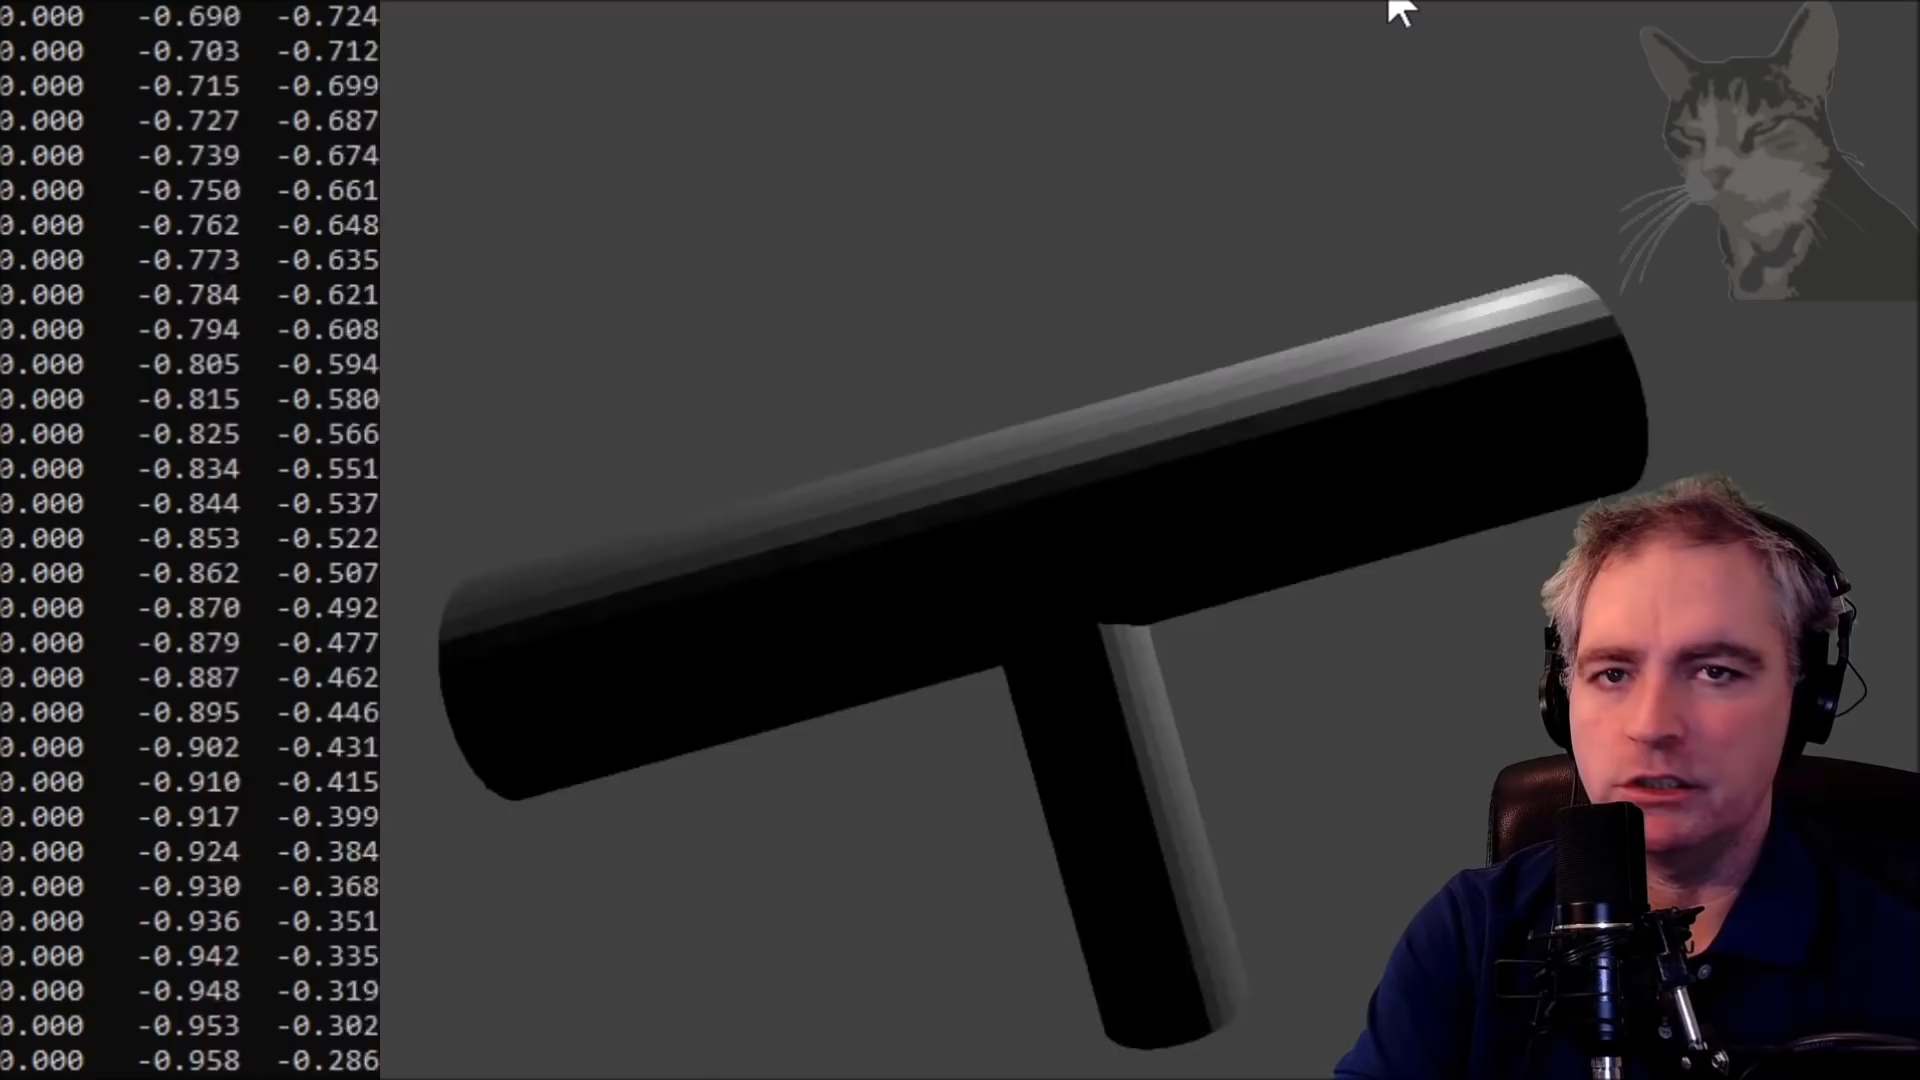 0.000 -0.690 -0.724
0.000 -0.703 -0.712
0.000 -0.715 -0.699
0.000 -0.727 -0.687
0.000 -0.739 -0.674
0.000 -0.750 -0.661
0.000 -0.762 -0.648
0.000 -0.773 -0.635
0.000 -0.784 -0.621
0.000 -0.794 -0.608
0.000 -0.805 -0.594
0.000 -0.815 -0.580
0.000 -0.825 -0.566
0.000 -0.834 -0.551
0.000 -0.844 -0.537
0.000 -0.853 -0.522
0.000 -0.862 -0.507
0.000 -0.870 -0.492
0.000 -0.879 -0.477
0.000 -0.887 -0.462
0.000 -0.895 -0.446
0.000 -0.902 -0.431
0.000 -0.910 -0.415
0.000 -0.917 -0.399
0.000 -0.924 -0.384
0.000 -0.930 -0.368
0.000 -0.936 -0.351
0.000 -0.942 -0.335
0.000 -0.948 -0.319
0.000 -0.953 -0.302
0.000 -0.958 -0.286